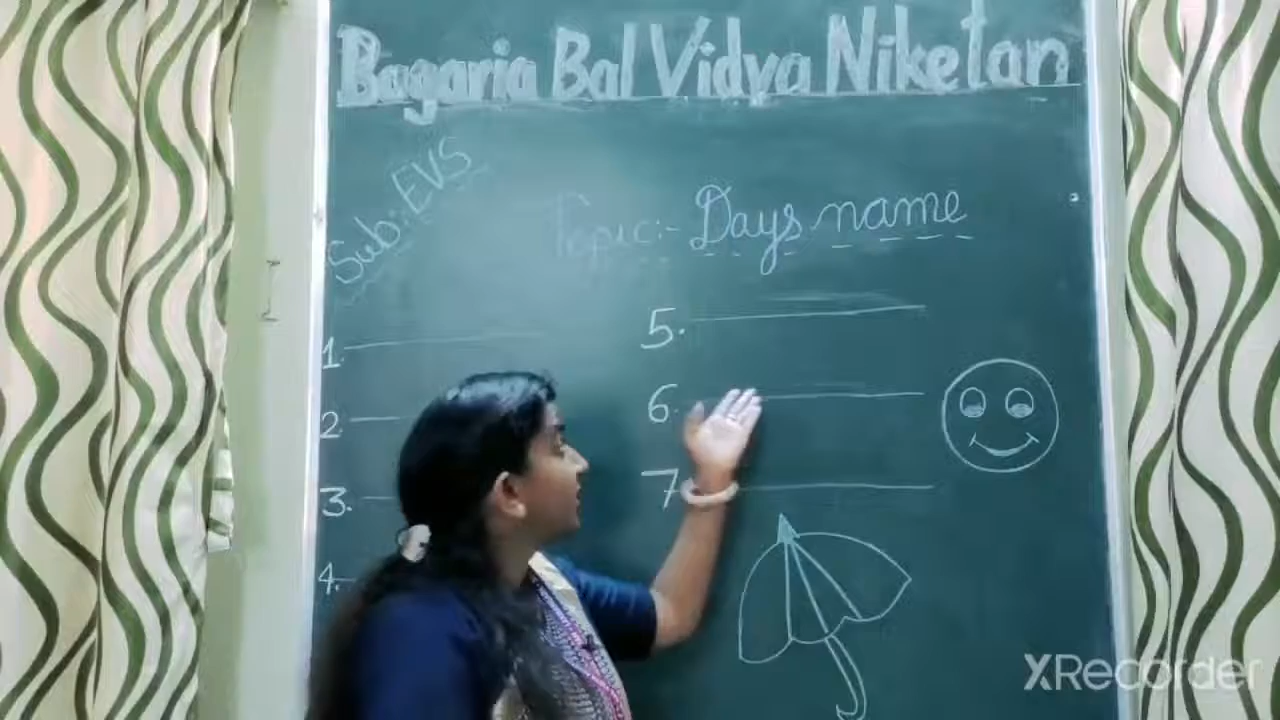 Bagaria Bal Vidya Niketan
Sub:-EVS
Topic:- Days name
1.
2
3.
4.
5.
6.
7
XRecorder